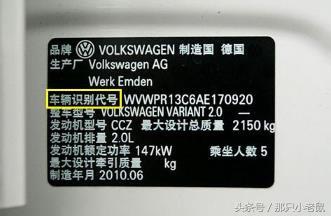 品牌 VOLKSWAGEN 制造国 德国
生产厂 Volkswagen AG
Werk Emden
车辆识别代号 WVWPR13C6AE170920
整车型号 VOLKSWAGEN VARIANT 2.0
发动机型号 CCZ 最大设计总质量 2150 kg
发动机排量 2.0L
发动机额定功率 147kW 乘坐人数 5
最大设计牵引质量 kg
制造年月 2010.06
头条号 / 那只小老鼠